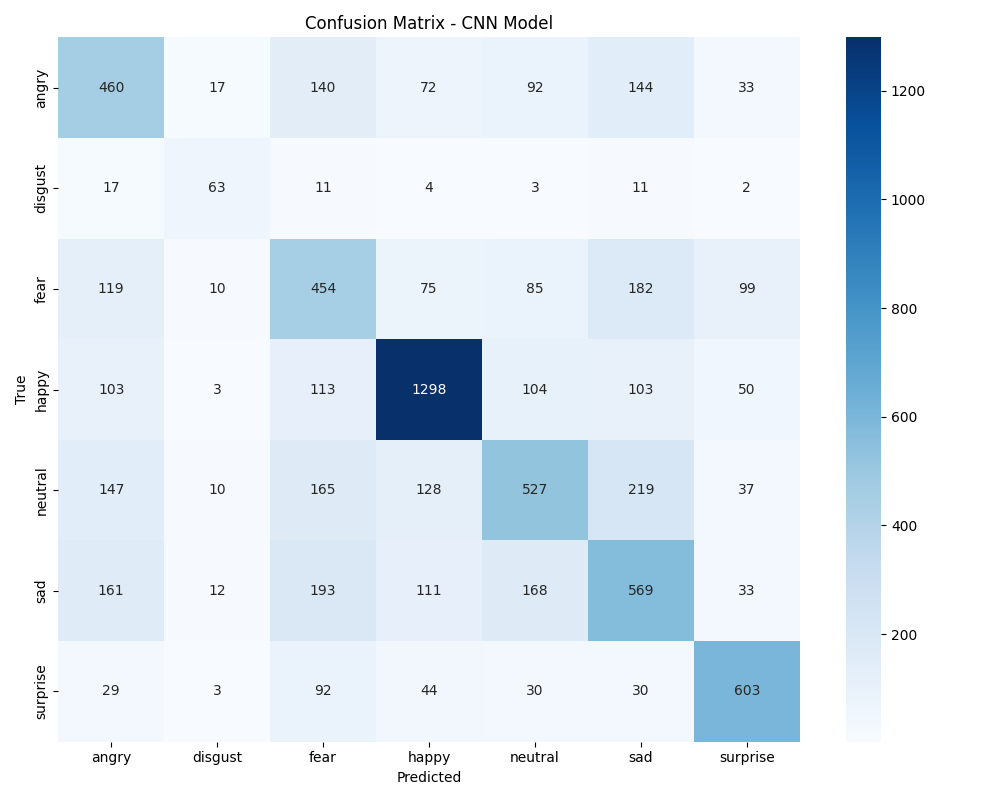 Confusion Matrix - CNN Model
angry 460 17 140 72 92 144 33
disgust 17 63 11 4 3 11 2
fear 119 10 454 75 85 182 99
happy 103 3 113 1298 104 103 50
neutral 147 10 165 128 527 219 37
sad 161 12 193 111 168 569 33
surprise 29 3 92 44 30 30 603
True
angry disgust fear happy neutral sad surprise
Predicted
1200
1000
800
600
400
200